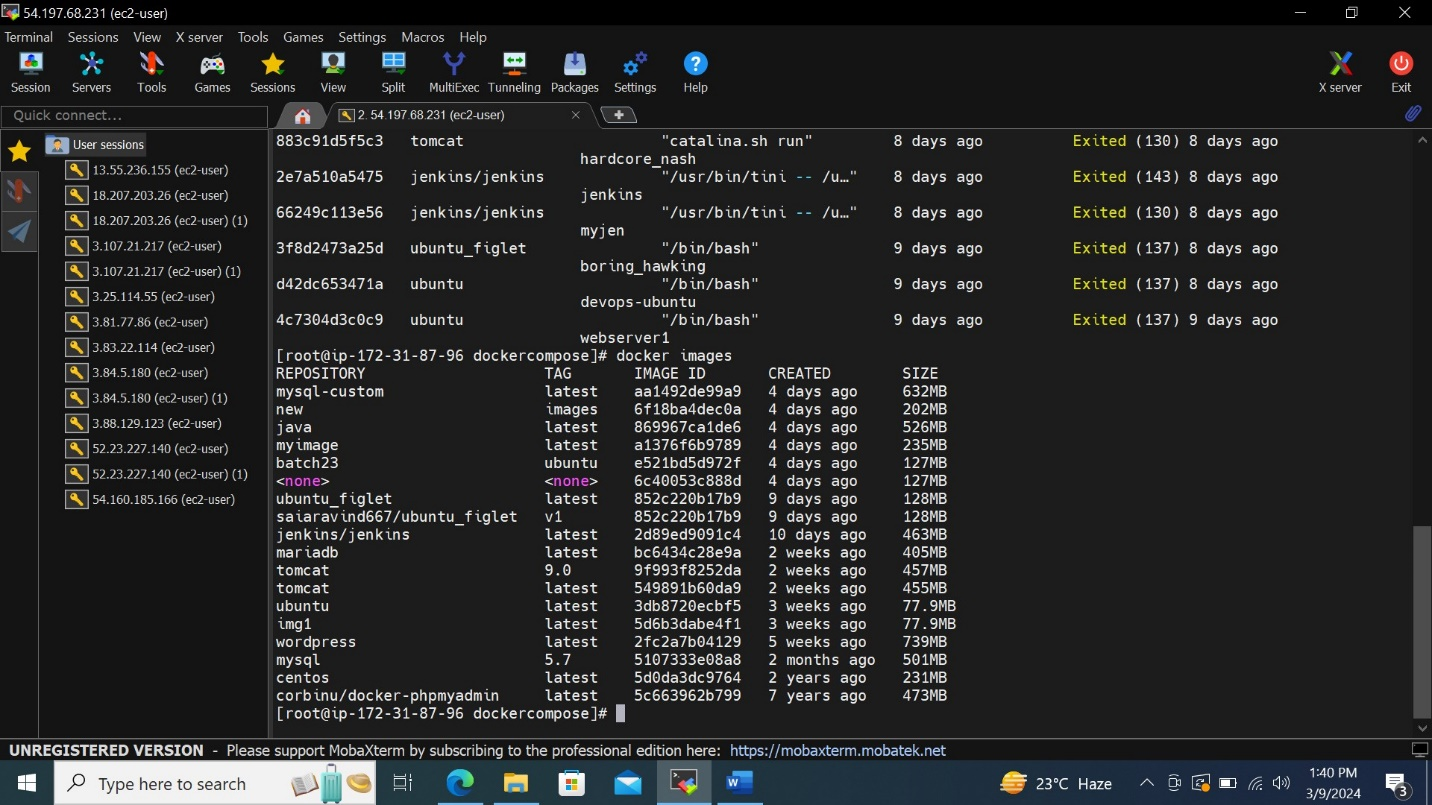 54.197.68.231 (ec2-user)
Terminal Sessions View X server Tools Games Settings Macros Help
Session Servers Tools Games Sessions View Split MultiExec Tunneling Packages Settings Help X server Exit
Quick connect...
2. 54.197.68.231 (ec2-user)
User sessions
13.55.236.155 (ec2-user)
18.207.203.26 (ec2-user)
18.207.203.26 (ec2-user) (1)
3.107.21.217 (ec2-user)
3.107.21.217 (ec2-user) (1)
3.25.114.55 (ec2-user)
3.81.77.86 (ec2-user)
3.83.22.114 (ec2-user)
3.84.5.180 (ec2-user)
3.84.5.180 (ec2-user) (1)
3.88.129.123 (ec2-user)
52.23.227.140 (ec2-user)
52.23.227.140 (ec2-user) (1)
54.160.185.166 (ec2-user)
883c91d5f5c3 tomcat "catalina.sh run" 8 days ago Exited (130) 8 days ago
hardcore_nash
2e7a510a5475 jenkins/jenkins "/usr/bin/tini -- /u…" 8 days ago Exited (143) 8 days ago
jenkins
66249c113e56 jenkins/jenkins "/usr/bin/tini -- /u…" 8 days ago Exited (130) 8 days ago
myjen
3f8d2473a25d ubuntu_figlet "/bin/bash" 9 days ago Exited (137) 8 days ago
boring_hawking
d42dc653471a ubuntu "/bin/bash" 9 days ago Exited (137) 8 days ago
devops-ubuntu
4c7304d3c0c9 ubuntu "/bin/bash" 9 days ago Exited (137) 9 days ago
webserver1
[root@ip-172-31-87-96 dockercompose]# docker images
REPOSITORY TAG IMAGE ID CREATED SIZE
mysql-custom latest aa1492de99a9 4 days ago 632MB
new images 6f18ba4dec0a 4 days ago 202MB
java latest 869967ca1de6 4 days ago 526MB
myimage latest a1376f6b9789 4 days ago 235MB
batch23 ubuntu e521bd5d972f 4 days ago 127MB
<none> <none> 6c40053c888d 4 days ago 127MB
ubuntu_figlet latest 852c220b17b9 9 days ago 128MB
saiaravind667/ubuntu_figlet v1 852c220b17b9 9 days ago 128MB
jenkins/jenkins latest 2d89ed9091c4 10 days ago 463MB
mariadb latest bc6434c28e9a 2 weeks ago 405MB
tomcat 9.0 9f993f8252da 2 weeks ago 457MB
tomcat latest 549891b60da9 2 weeks ago 455MB
ubuntu latest 3db8720ecbf5 3 weeks ago 77.9MB
img1 latest 5d6b3dabe4f1 3 weeks ago 77.9MB
wordpress latest 2fc2a7b04129 5 weeks ago 739MB
mysql 5.7 5107333e08a8 2 months ago 501MB
centos latest 5d0da3dc9764 2 years ago 231MB
corbinu/docker-phpmyadmin latest 5c663962b799 7 years ago 473MB
[root@ip-172-31-87-96 dockercompose]#
UNREGISTERED VERSION - Please support MobaXterm by subscribing to the professional edition here: https://mobaxterm.mobatek.net
Type here to search
23°C Haze
1:40 PM
3/9/2024
3